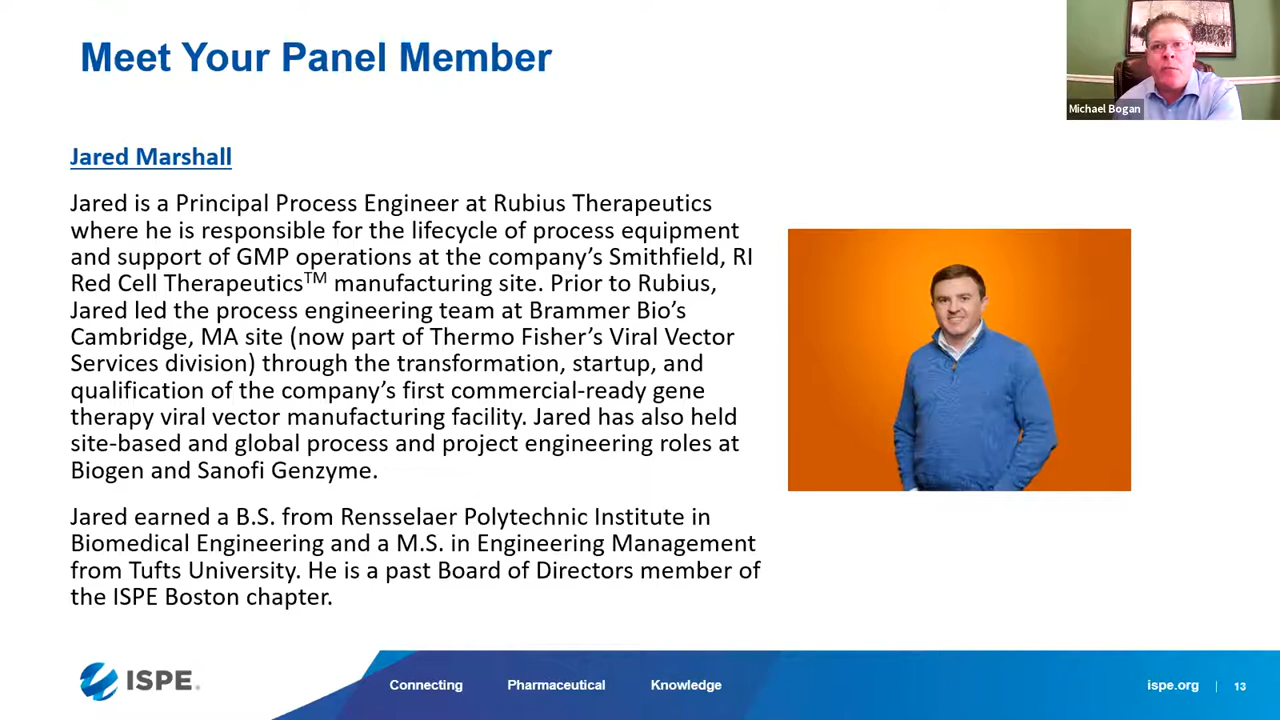 Meet Your Panel Member
Michael Bogan
Jared Marshall
Jared is a Principal Process Engineer at Rubius Therapeutics
where he is responsible for the lifecycle of process equipment
and support of GMP operations at the company’s Smithfield, RI
Red Cell Therapeutics™ manufacturing site. Prior to Rubius,
Jared led the process engineering team at Brammer Bio’s
Cambridge, MA site (now part of Thermo Fisher’s Viral Vector
Services division) through the transformation, startup, and
qualification of the company’s first commercial-ready gene
therapy viral vector manufacturing facility. Jared has also held
site-based and global process and project engineering roles at
Biogen and Sanofi Genzyme.
Jared earned a B.S. from Rensselaer Polytechnic Institute in
Biomedical Engineering and a M.S. in Engineering Management
from Tufts University. He is a past Board of Directors member of
the ISPE Boston chapter.
ISPE®
Connecting Pharmaceutical Knowledge
ispe.org | 13